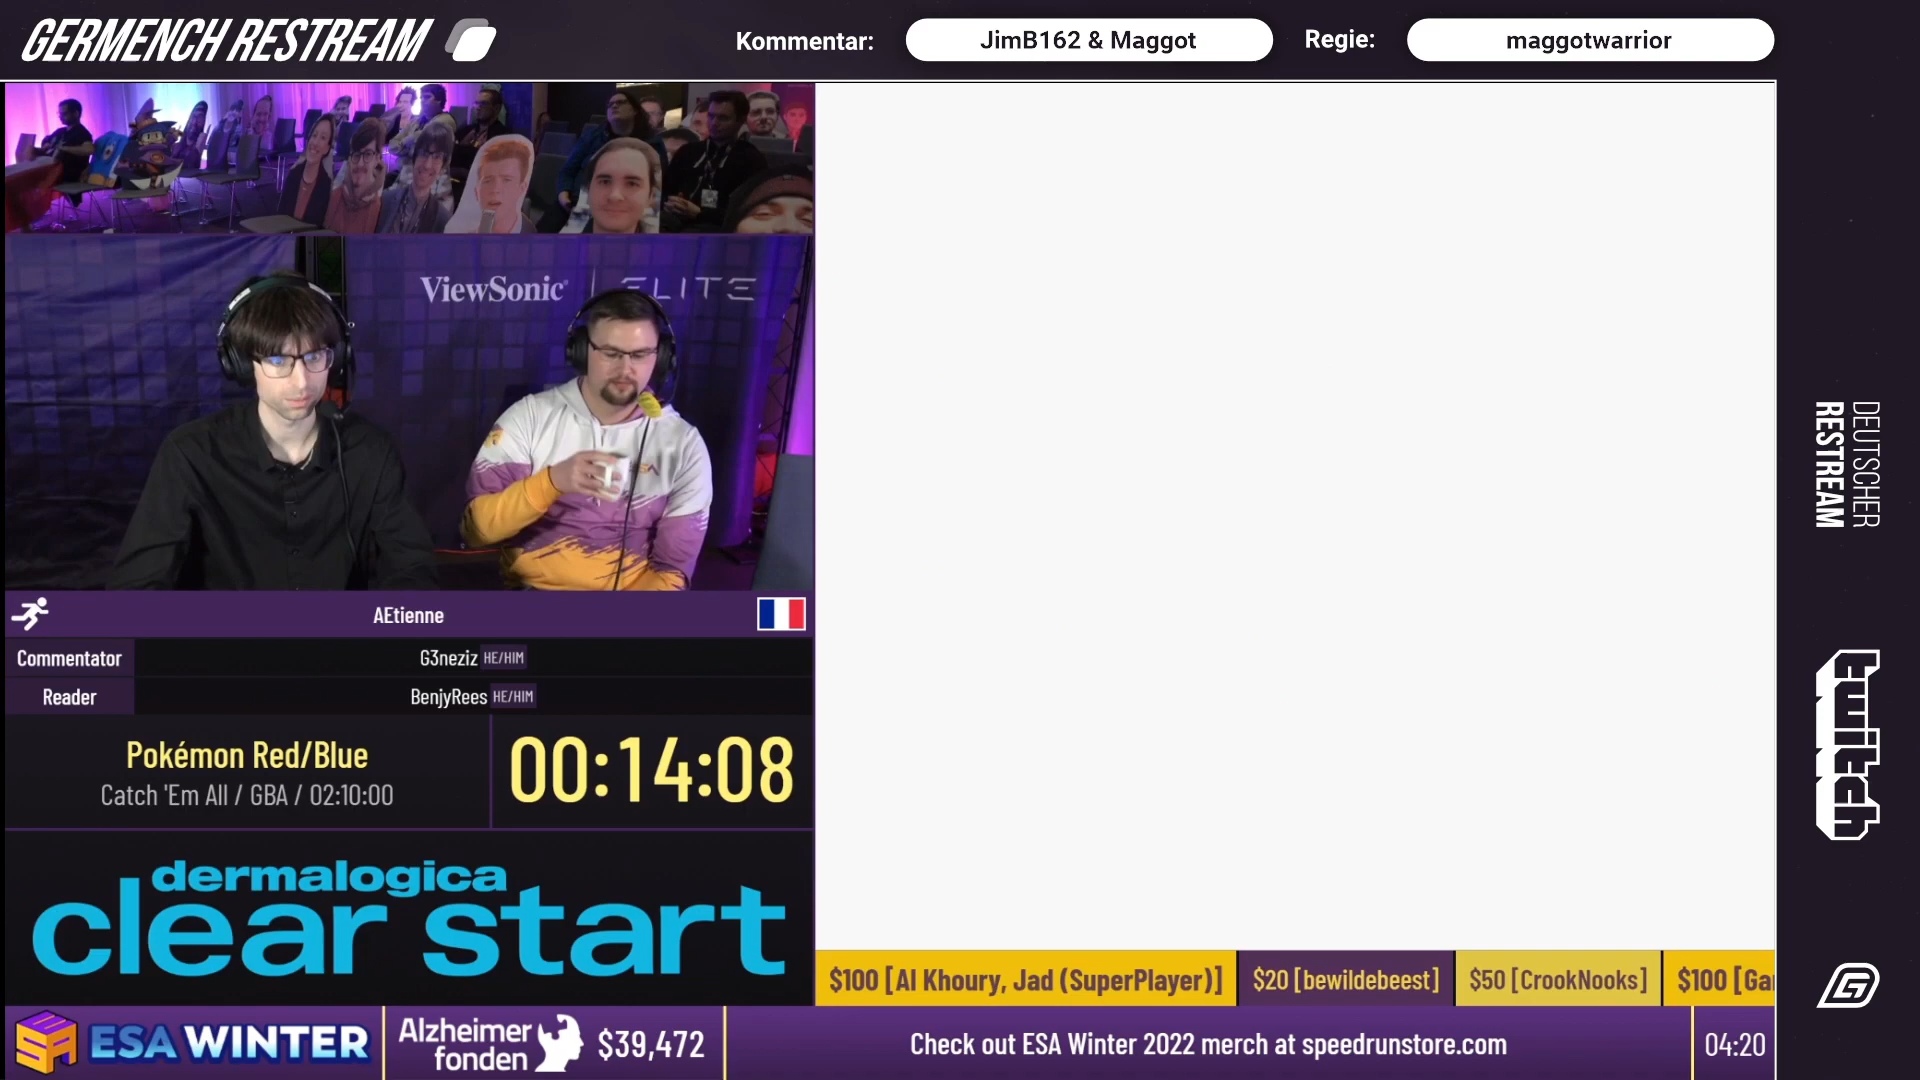 GERMENCH RESTREAM
Kommentar:
JimB162 & Maggot
Regie:
maggotwarrior
ViewSonic
ELITE
AEtienne
Commentator
G3neziz HE/HIM
Reader
BenjyRees HE/HIM
Pokémon Red/Blue
Catch 'Em All / GBA / 02:10:00
00:14:08
dermalogica
clear start
$100 [Al Khoury, Jad (SuperPlayer)]
$20 [bewildebeest]
$50 [CrookNooks]
$100 [Ga
ESA WINTER
Alzheimer
fonden
$39,472
Check out ESA Winter 2022 merch at speedrunstore.com
04:20
DEUTSCHER
RESTREAM
twitch